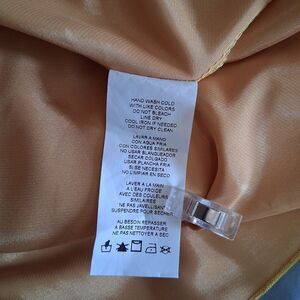 HAND WASH COLD
WITH LIKE COLORS
DO NOT BLEACH
LINE DRY
COOL IRON IF NEEDED
DO NOT DRY CLEAN
LAVAR A MANO
CON AQUA FRIA
CON COLORES SIMILARES
NO USAR BLANQUEADOR
SECAR COLGADO
USAR PLANCHA FRIA
SI SE NECESITA
NO LIMPIAR EN SECO
LAVER A LA MAIN
A L'EAU FROIDE
AVEC DES COULEURS
SIMILAIRES
NE PAS JAVELLISANT
SUSPENDRE POUR SÉCHER
AU BESOIN REPASSER
A BASSE TEMPERATURE
NE PAS NETTOYER A SEC